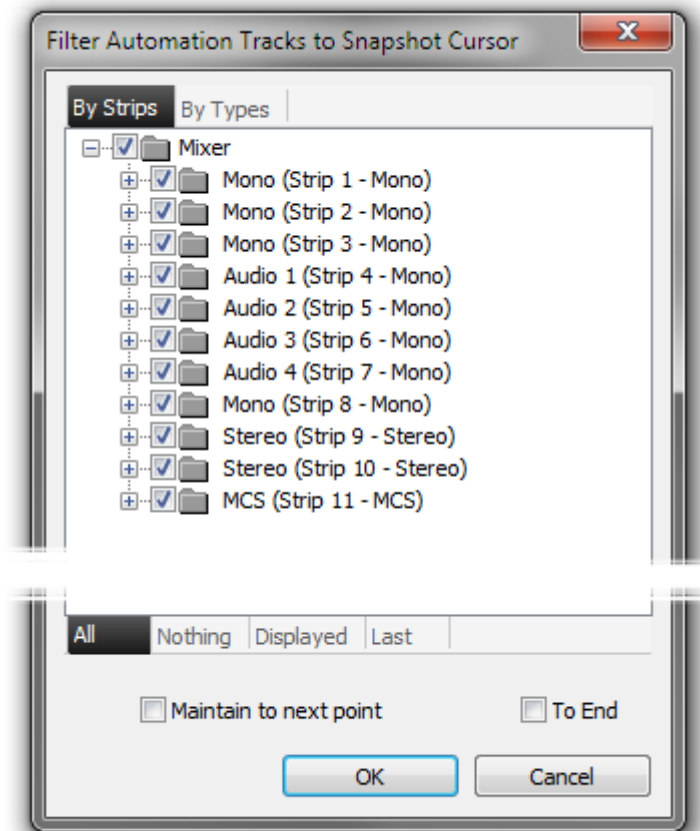 Filter Automation Tracks to Snapshot Cursor
By Strips By Types
Mixer
Mono (Strip 1 - Mono)
Mono (Strip 2 - Mono)
Mono (Strip 3 - Mono)
Audio 1 (Strip 4 - Mono)
Audio 2 (Strip 5 - Mono)
Audio 3 (Strip 6 - Mono)
Audio 4 (Strip 7 - Mono)
Mono (Strip 8 - Mono)
Stereo (Strip 9 - Stereo)
Stereo (Strip 10 - Stereo)
MCS (Strip 11 - MCS)
All Nothing Displayed Last
Maintain to next point To End
OK Cancel